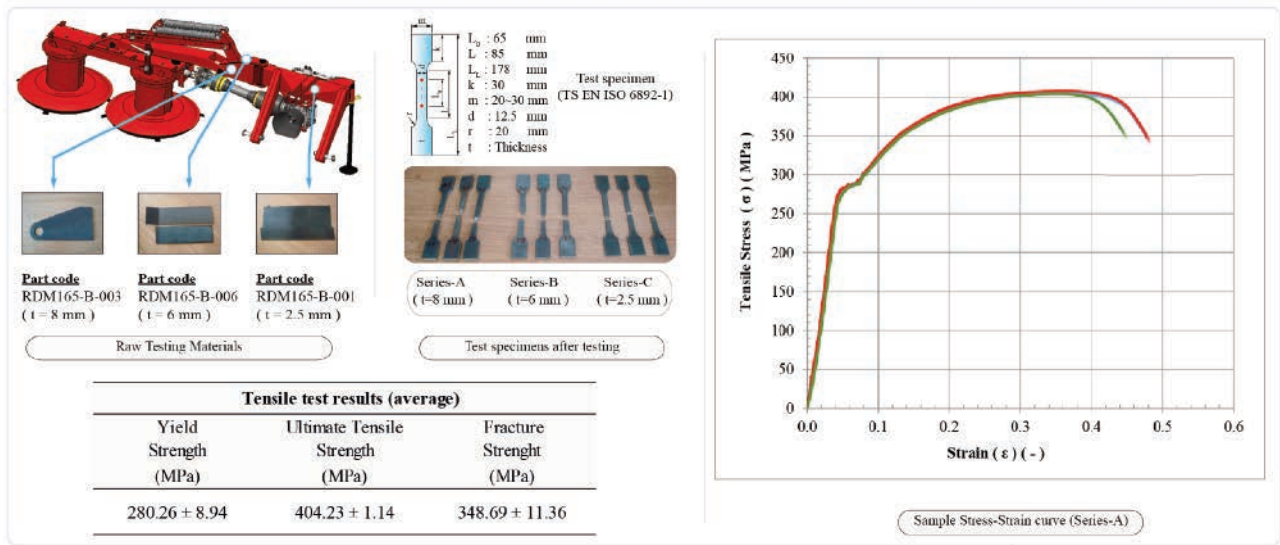 Part code
RDM165-B-003
( t = 8 mm )
Part code
RDM165-B-006
( t = 6 mm )
Part code
RDM165-B-001
( t = 2.5 mm )
Raw Testing Materials
m
k
L : 85 mm
k : 30 mm
m : 20~30 mm
d : 12.5 mm
r : 20 mm
t : Thickness
Test specimen
(TS EN ISO 6892-1)
Series-A
( t=8 mm )
Series-B
( t=6 mm )
Series-C
( t=2.5 mm )
Test specimens after testing
Tensile test results (average)
Yield
Strength
(MPa)
Ultimate Tensile
Strength
(MPa)
Fracture
Strenght
(MPa)
280.26 ± 8.94
404.23 ± 1.14
348.69 ± 11.36
Tensile Stress ( σ ) ( MPa )
450
400
350
300
250
200
150
100
50
0
0.0 0.1 0.2 0.3 0.4 0.5 0.6
Strain ( ε ) ( - )
Sample Stress-Strain curve (Series-A)